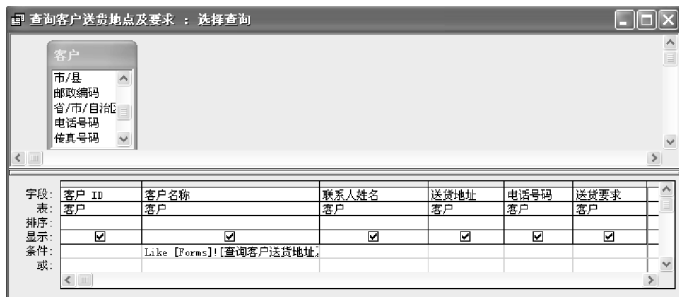 查询客户送货地点及要求 : 选择查询
客户
市/县
邮政编码
省/市/自治区
电话号码
传真号码
字段: 客户 ID 客户名称 联系人姓名 送货地址 电话号码 送货要求
表: 客户 客户 客户 客户 客户 客户
排序:
显示:
条件: Like [Forms]![查询客户送货地址
或: